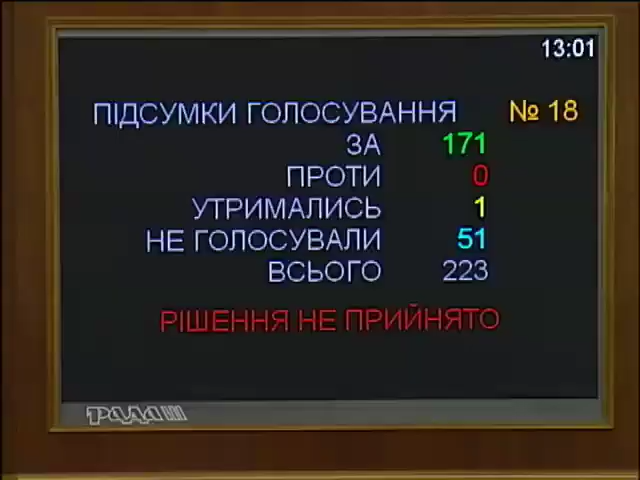 13:01
ПІДСУМКИ ГОЛОСУВАННЯ № 18
ЗА 171
ПРОТИ 0
УТРИМАЛИСЬ 1
НЕ ГОЛОСУВАЛИ 51
ВСЬОГО 223
РІШЕННЯ НЕ ПРИЙНЯТО
РАДА